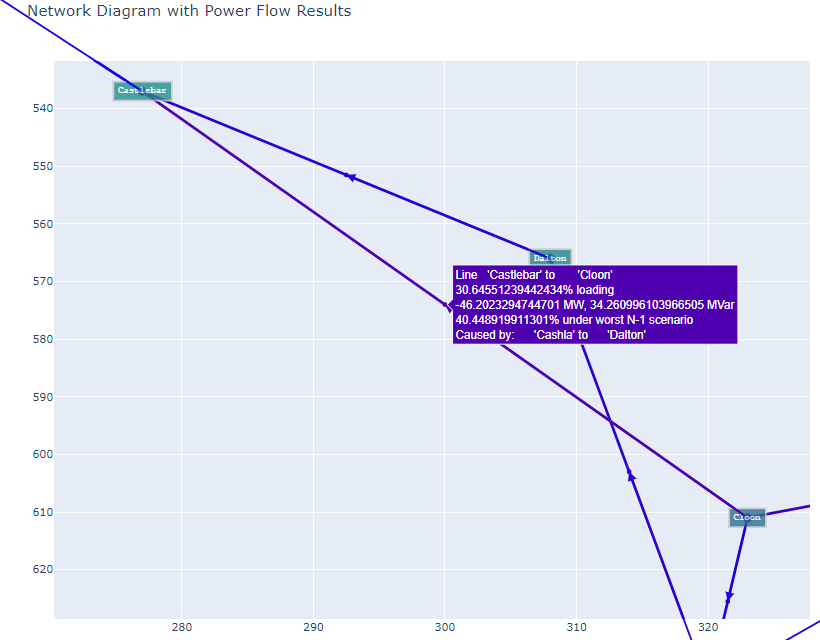 Network Diagram with Power Flow Results
Castlebar
540
550
560
Dalton
570
Line 'Castlebar' to 'Cloon'
30.64551239442434% loading
-46.2023294744701 MW, 34.260996103966505 MVar
40.448919911301% under worst N-1 scenario
Caused by: 'Cashla' to 'Dalton'
580
590
600
610
Cloon
620
280
290
300
310
320